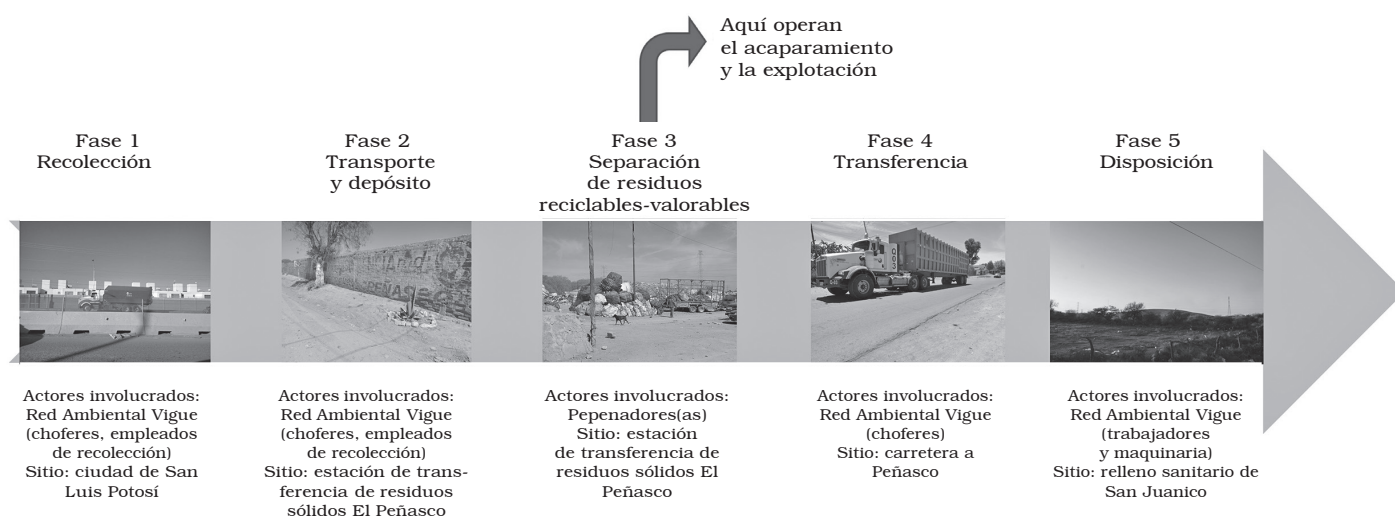 Aquí operan
el acaparamiento
y la explotación
Fase 1
Recolección
Fase 2
Transporte
y depósito
Fase 3
Separación
de residuos
reciclables-valorables
Fase 4
Transferencia
Fase 5
Disposición
Actores involucrados:
Red Ambiental Vigue
(choferes, empleados
de recolección)
Sitio: ciudad de San
Luis Potosí
Actores involucrados:
Red Ambiental Vigue
(choferes, empleados
de recolección)
Sitio: estación de trans-
ferencia de residuos
sólidos El Peñasco
Actores involucrados:
Pepenadores(as)
Sitio: estación
de transferencia de
residuos sólidos El
Peñasco
Actores involucrados:
Red Ambiental Vigue
(choferes)
Sitio: carretera a
Peñasco
Actores involucrados:
Red Ambiental Vigue
(trabajadores
y maquinaria)
Sitio: relleno sanitario de
San Juanico